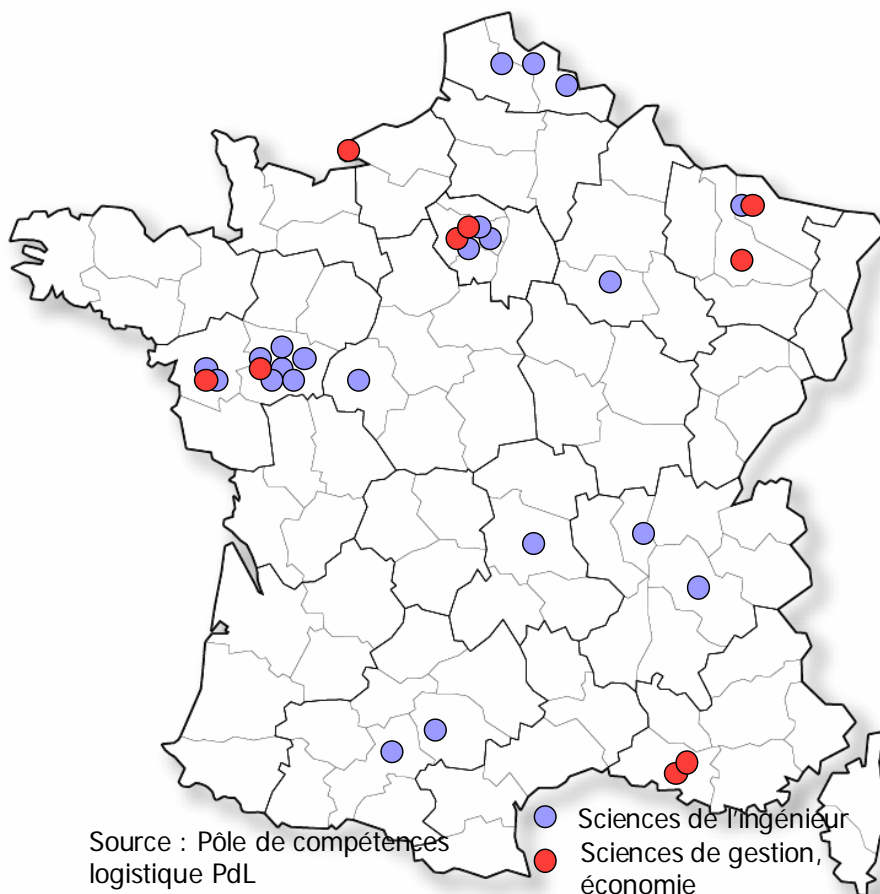 Sciences de l'ingénieur
Sciences de gestion,
économie
Source : Pôle de compétences
logistique PdL